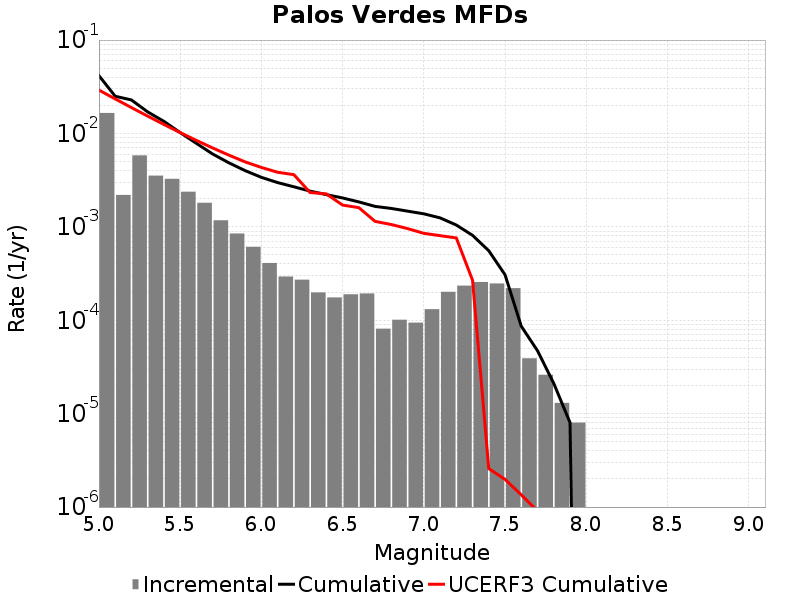 Palos Verdes MFDs
10-1
10-2
10-3
10-4
10-5
10-6
Rate (1/yr)
5.0 5.5 6.0 6.5 7.0 7.5 8.0 8.5 9.0
Magnitude
Incremental Cumulative UCERF3 Cumulative